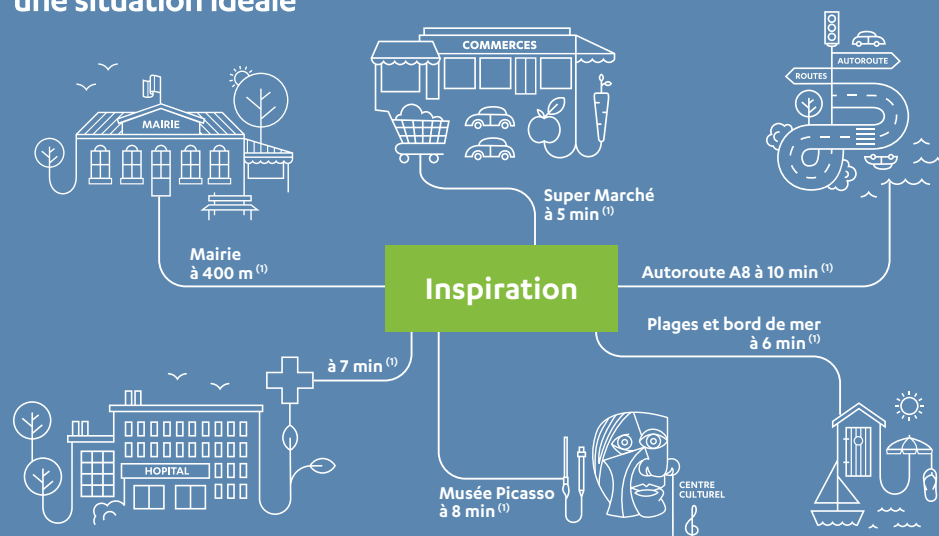 une situation idéale
COMMERCES
AUTOROUTE
ROUTES
MAIRIE
Super Marché
à 5 min (1)
Mairie
à 400 m (1)
Inspiration
Autoroute A8 à 10 min (1)
Plages et bord de mer
à 6 min (1)
à 7 min (1)
HOPITAL
Musée Picasso
à 8 min (1)
CENTRE
CULTUREL